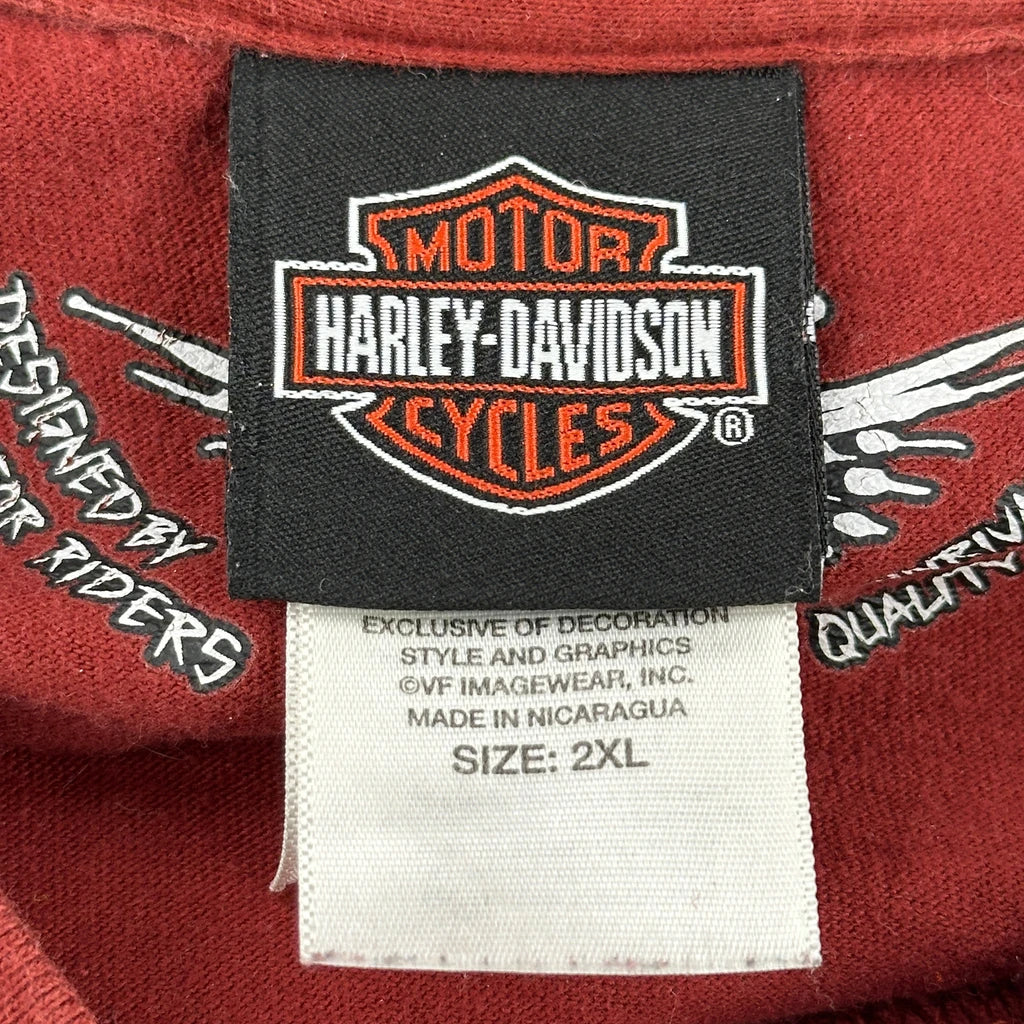 MOTOR
HARLEY-DAVIDSON
CYCLES
®
DESIGNED BY
RIDERS
QUALITY
EXCLUSIVE OF DECORATION
STYLE AND GRAPHICS
©VF IMAGEWEAR, INC.
MADE IN NICARAGUA
SIZE: 2XL